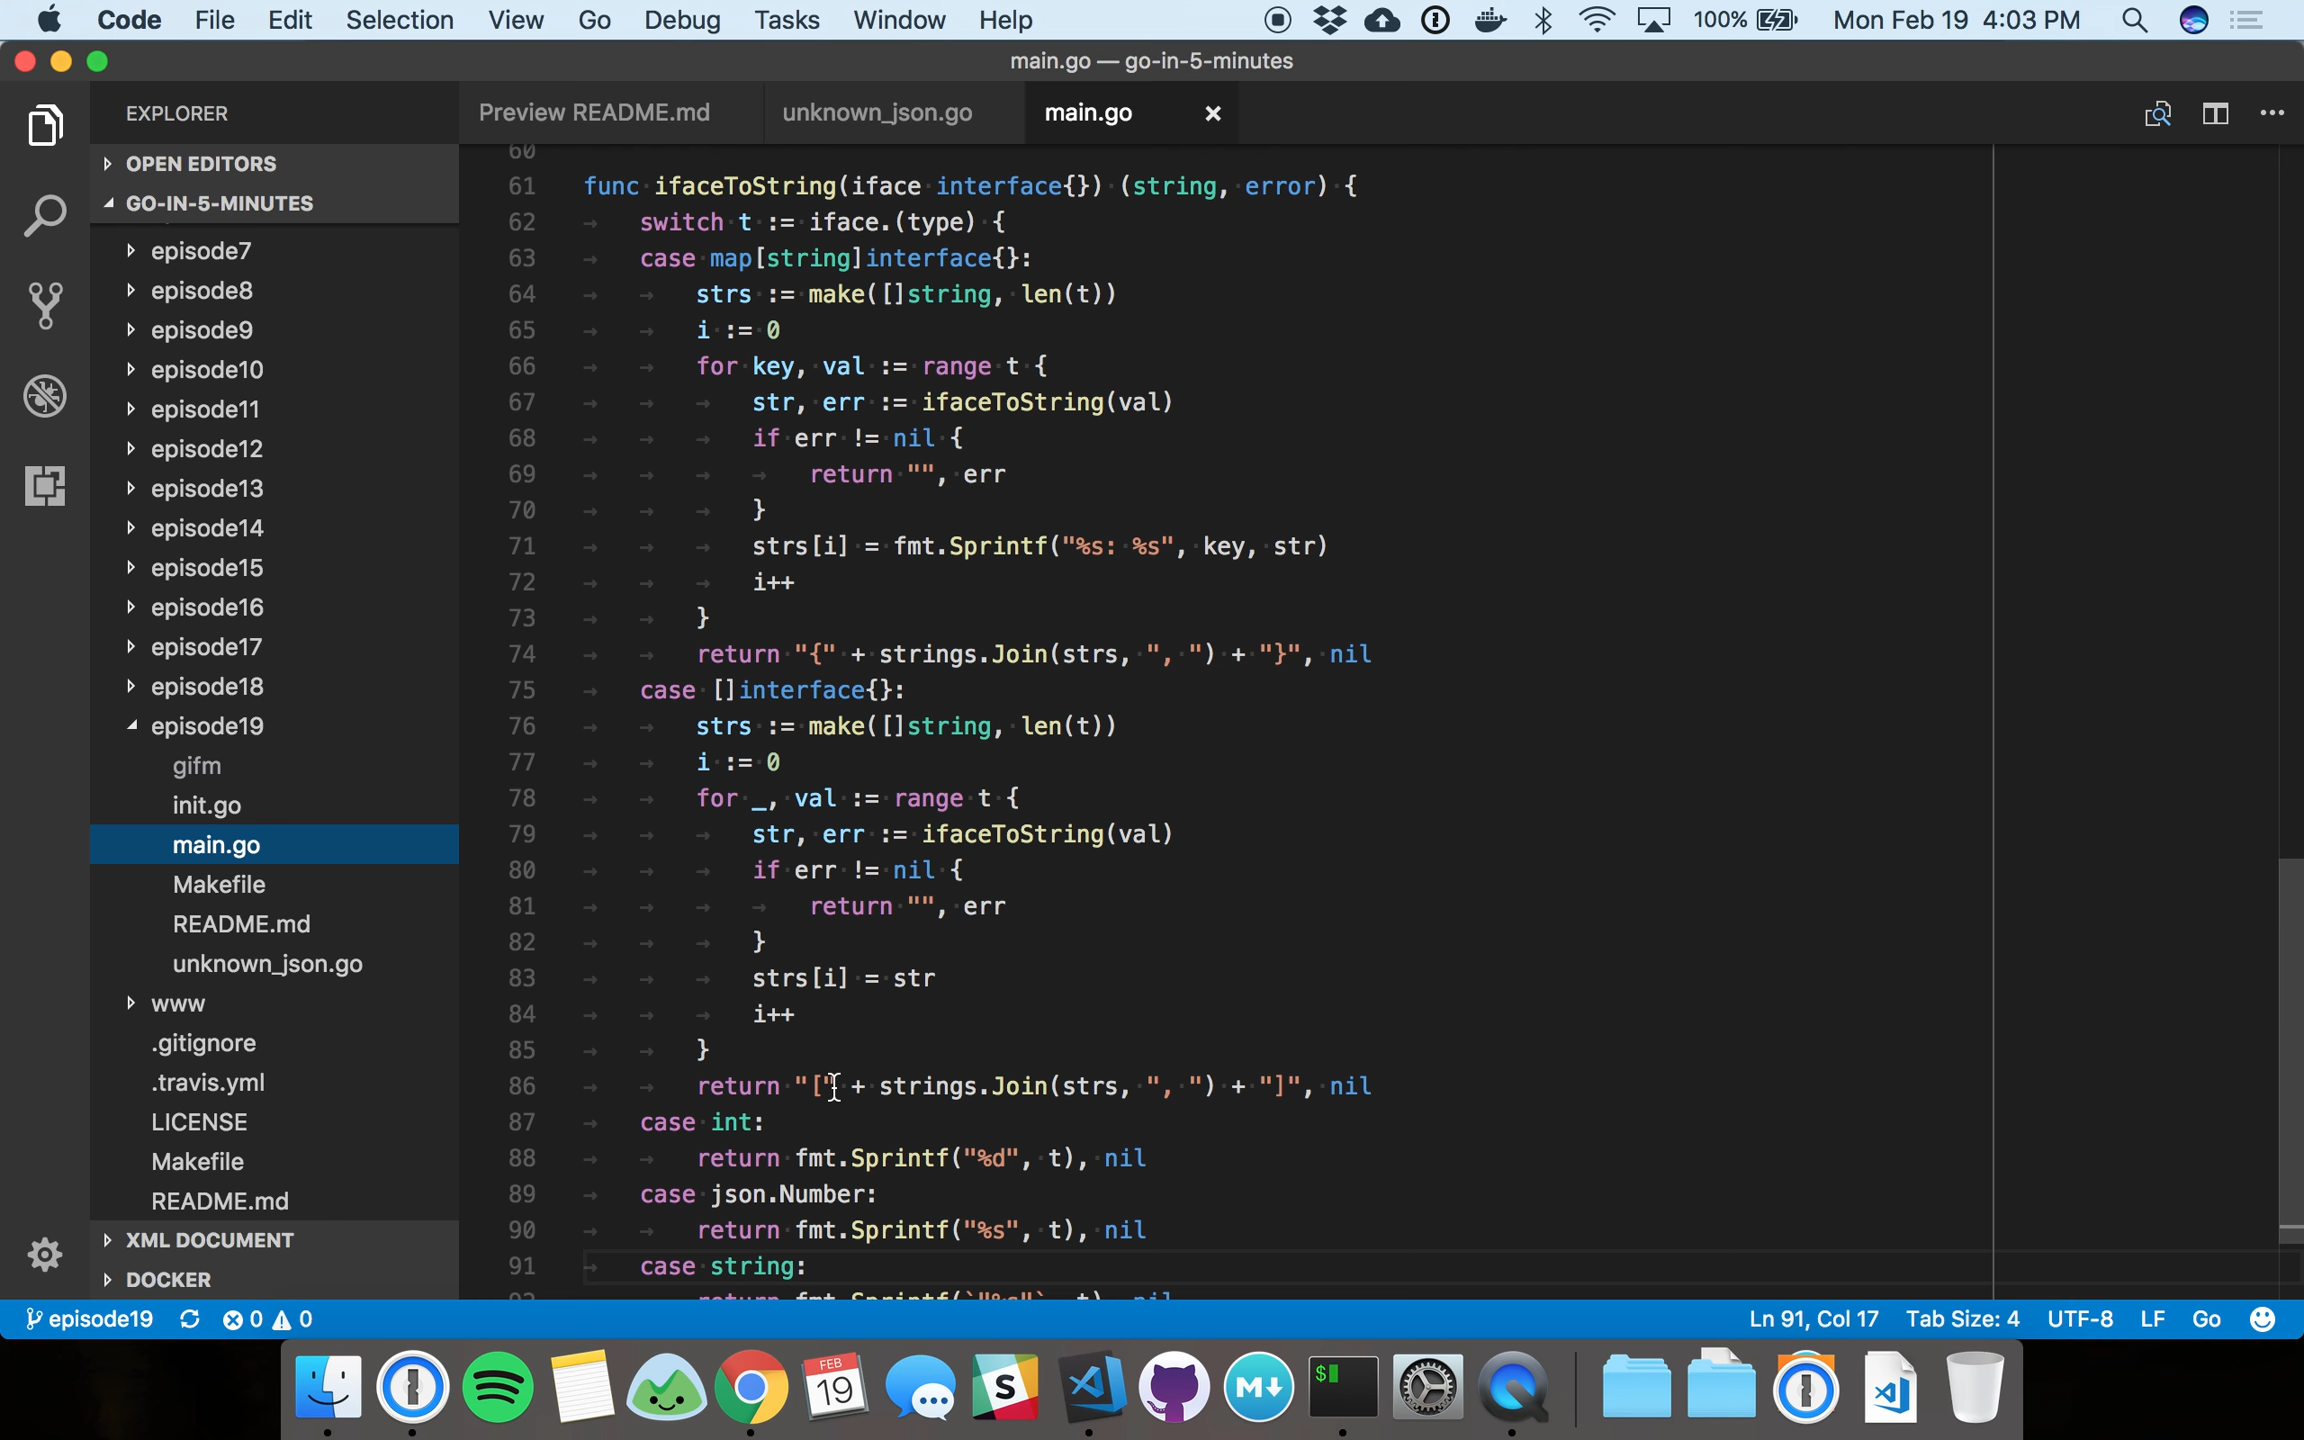 Code File Edit Selection View Go Debug Tasks Window Help 100% Mon Feb 19 4:03 PM
main.go — go-in-5-minutes
EXPLORER
Preview README.md unknown_json.go main.go
OPEN EDITORS
GO-IN-5-MINUTES
episode7
episode8
episode9
episode10
episode11
episode12
episode13
episode14
episode15
episode16
episode17
episode18
episode19
gifm
init.go
main.go
Makefile
README.md
unknown_json.go
www
.gitignore
.travis.yml
LICENSE
Makefile
README.md
XML DOCUMENT
DOCKER
60
61 func ifaceToString(iface interface{}) (string, error) {
62 switch t := iface.(type) {
63 case map[string]interface{}:
64 strs := make([]string, len(t))
65 i := 0
66 for key, val := range t {
67 str, err := ifaceToString(val)
68 if err != nil {
69 return "", err
70 }
71 strs[i] = fmt.Sprintf("%s: %s", key, str)
72 i++
73 }
74 return "{" + strings.Join(strs, ", ") + "}", nil
75 case []interface{}:
76 strs := make([]string, len(t))
77 i := 0
78 for _, val := range t {
79 str, err := ifaceToString(val)
80 if err != nil {
81 return "", err
82 }
83 strs[i] = str
84 i++
85 }
86 return "[" + strings.Join(strs, ", ") + "]", nil
87 case int:
88 return fmt.Sprintf("%d", t), nil
89 case json.Number:
90 return fmt.Sprintf("%s", t), nil
91 case string:
92 return fmt.Sprintf(`"%s"`, t), nil
episode19 0 0 Ln 91, Col 17 Tab Size: 4 UTF-8 LF Go
FEB
19
S
M
$